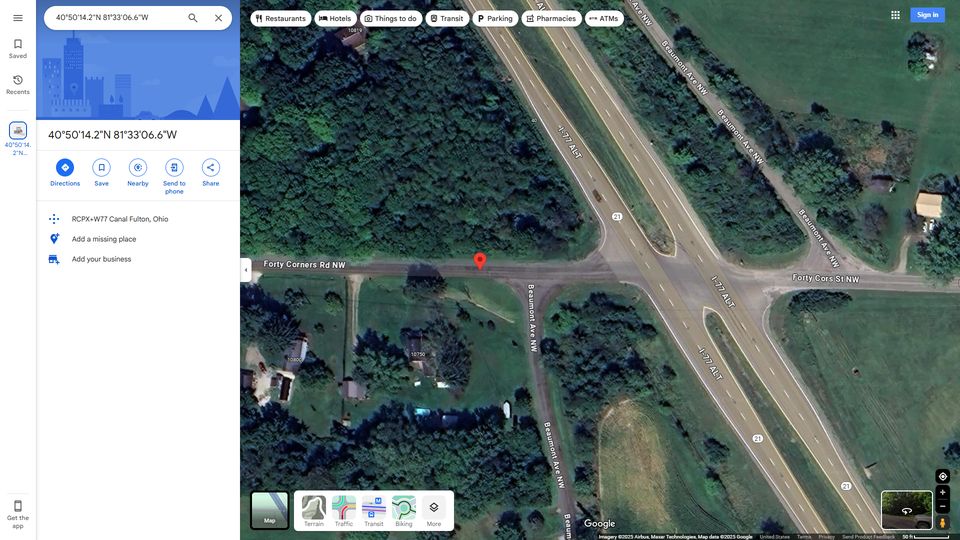 40°50'14.2"N 81°33'06.6"W
Restaurants
Hotels
Things to do
Transit
Parking
Pharmacies
ATMs
Sign in
Saved
Recents
40°50'14.
2"N...
40°50'14.2"N 81°33'06.6"W
Directions
Save
Nearby
Send to
phone
Share
RCPX+W77 Canal Fulton, Ohio
Add a missing place
Add your business
Get the
app
10819
Beaumont Ave NW
Beaumont Ave NW
Beaumont Ave NW
I-77 ALT
21
Forty Corners Rd NW
Forty Cors St NW
I-77 ALT
Beaumont Ave NW
I-77 ALT
10750
10800
21
Beaumont Ave NW
21
Map
Terrain
Traffic
Transit
Biking
More
Google
Imagery ©2025 Airbus, Maxar Technologies, Map data ©2025 Google
United States
Terms
Privacy
Send Product Feedback
50 ft